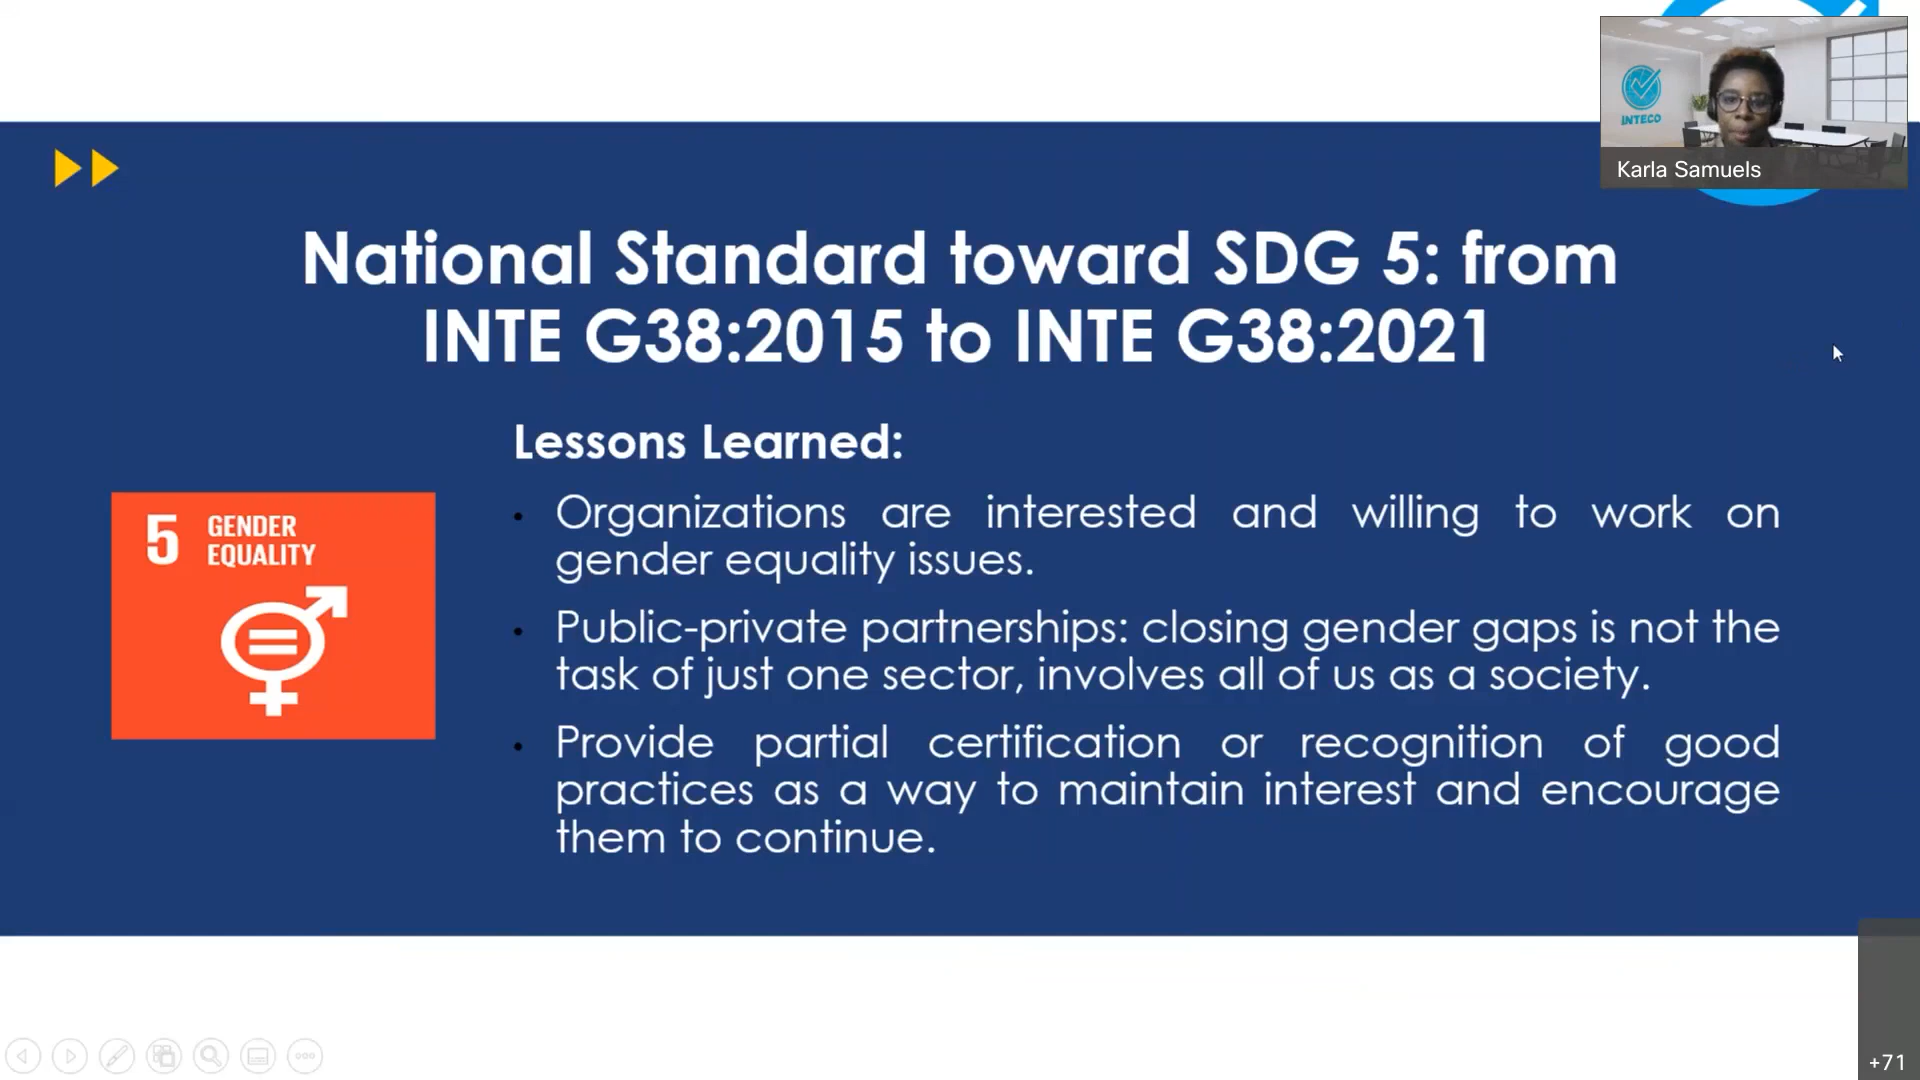 INTECO
Karla Samuels
National Standard toward SDG 5: from
INTE G38:2015 to INTE G38:2021
Lessons Learned:
5 GENDER
EQUALITY
• Organizations are interested and willing to work on
gender equality issues.
• Public-private partnerships: closing gender gaps is not the
task of just one sector, involves all of us as a society.
• Provide partial certification or recognition of good
practices as a way to maintain interest and encourage
them to continue.
+71